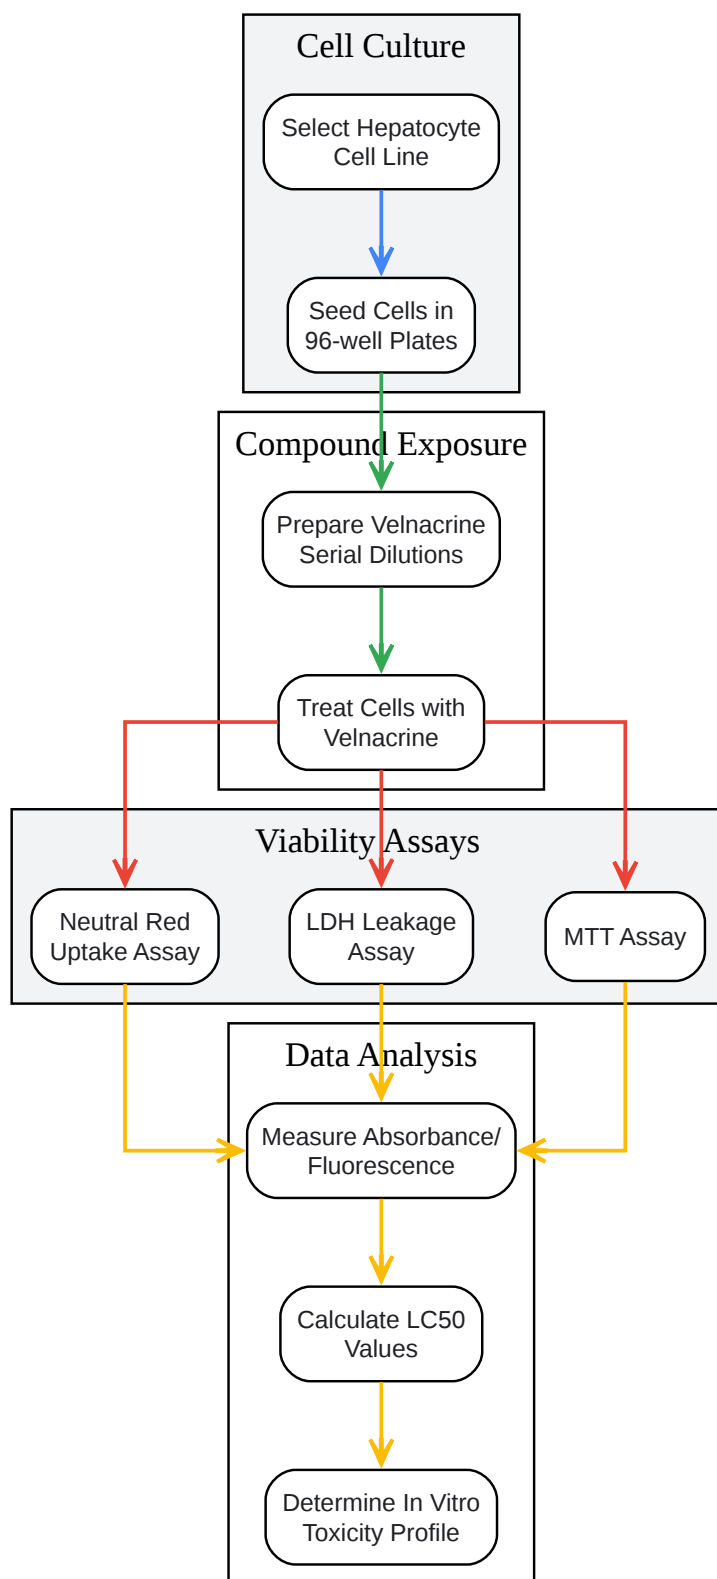 Cell Culture
Select Hepatocyte
Cell Line
Seed Cells in
96-well Plates
Compound Exposure
Prepare Velnacrine
Serial Dilutions
Treat Cells with
Velnacrine
Viability Assays
Neutral Red
Uptake Assay
LDH Leakage
Assay
MTT Assay
Data Analysis
Measure Absorbance/
Fluorescence
Calculate LC50
Values
Determine In Vitro
Toxicity Profile